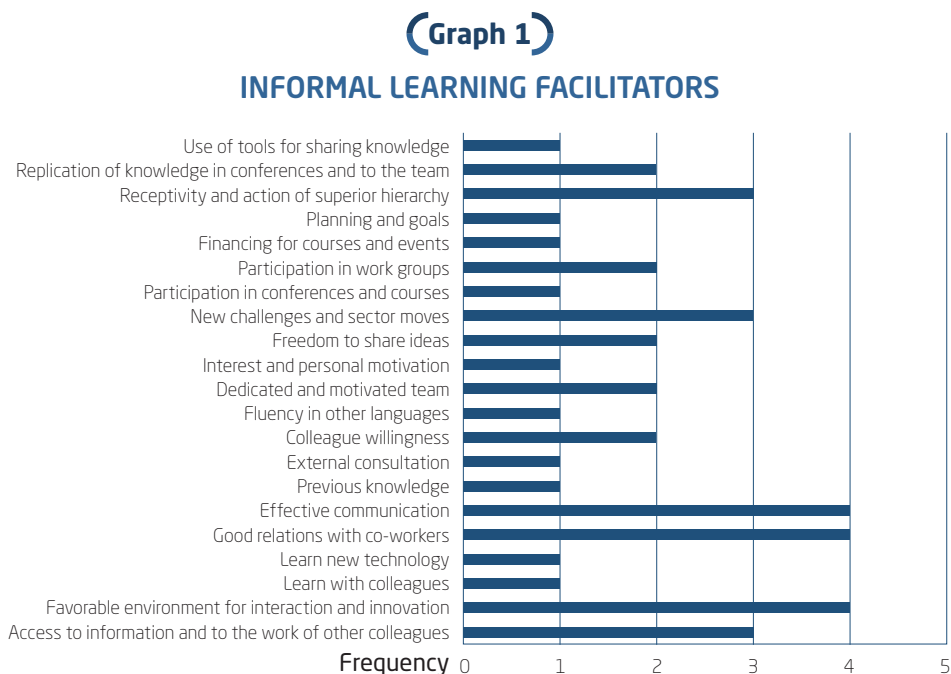 Graph 1
INFORMAL LEARNING FACILITATORS
Use of tools for sharing knowledge
Replication of knowledge in conferences and to the team
Receptivity and action of superior hierarchy
Planning and goals
Financing for courses and events
Participation in work groups
Participation in conferences and courses
New challenges and sector moves
Freedom to share ideas
Interest and personal motivation
Dedicated and motivated team
Fluency in other languages
Colleague willingness
External consultation
Previous knowledge
Effective communication
Good relations with co-workers
Learn new technology
Learn with colleagues
Favorable environment for interaction and innovation
Access to information and to the work of other colleagues
Frequency 0 1 2 3 4 5